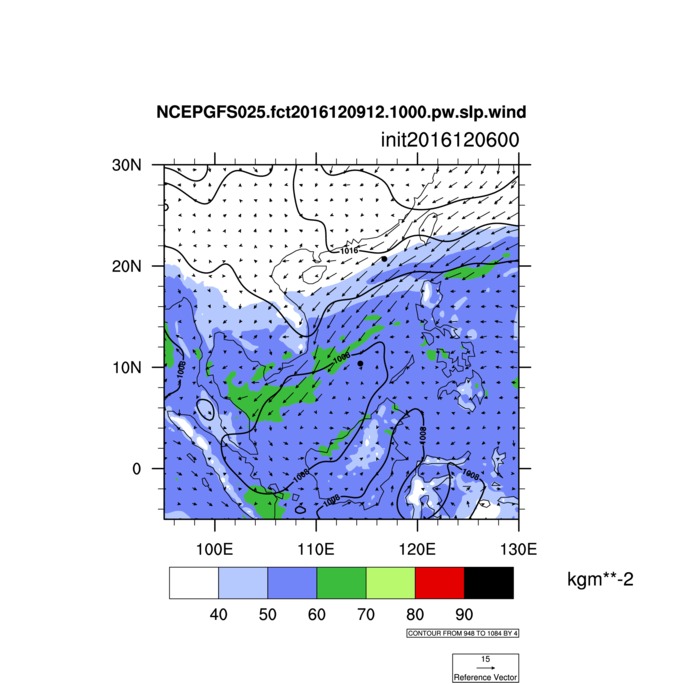 NCEPGFS025.fct2016120912.1000.pw.slp.wind
init2016120600
30N
20N
10N
0
1016
1008
1008
1008
1008
1008
1008
100E 110E 120E 130E
kgm**-2
40 50 60 70 80 90
CONTOUR FROM 948 TO 1084 BY 4
15
Reference Vector